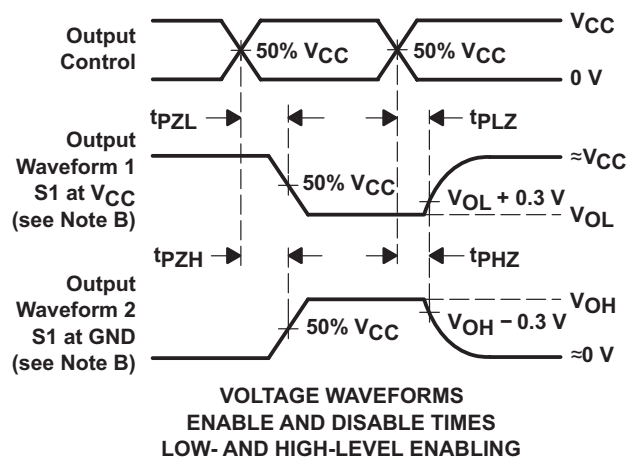 Output
Control
50% VCC
50% VCC
VCC
0 V
tPZL
tPLZ
Output
Waveform 1
S1 at VCC
(see Note B)
50% VCC
≈VCC
VOL + 0.3 V
VOL
tPZH
tPHZ
Output
Waveform 2
S1 at GND
(see Note B)
50% VCC
VOH
VOH − 0.3 V
≈0 V
VOLTAGE WAVEFORMS
ENABLE AND DISABLE TIMES
LOW- AND HIGH-LEVEL ENABLING